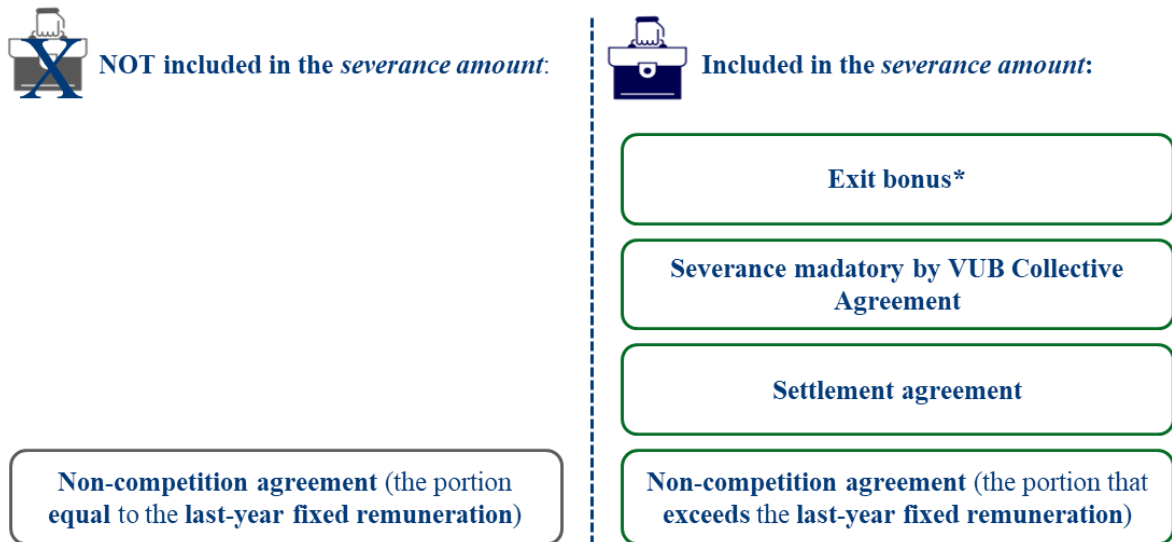 X
NOT included in the severance amount:
Non-competition agreement (the portion
equal to the last-year fixed remuneration)
Included in the severance amount:
Exit bonus*
Severance madatory by VUB Collective
Agreement
Settlement agreement
Non-competition agreement (the portion that
exceeds the last-year fixed remuneration)